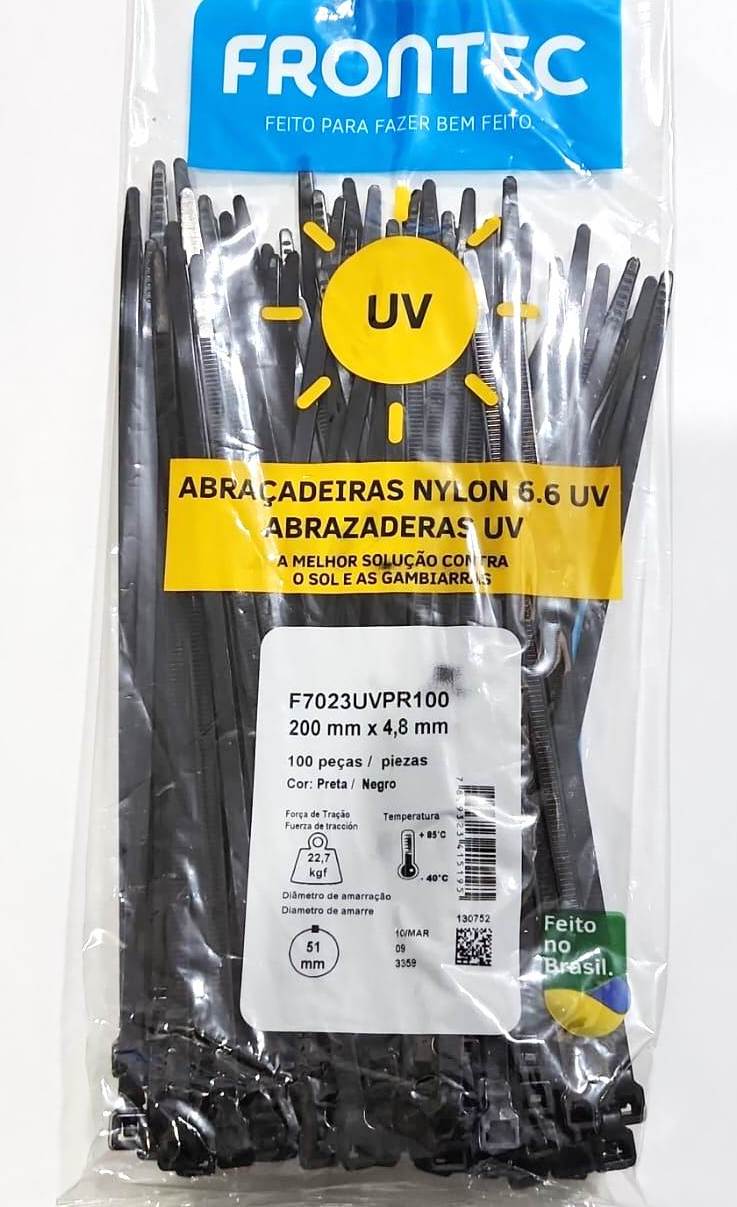 FRONTEC
FEITO PARA FAZER BEM FEITO.
UV
ABRAÇADEIRAS NYLON 6.6 UV
ABRAZADERAS UV
A MELHOR SOLUÇÃO CONTRA
O SOL E AS GAMBIARRAS
F7023UVPR100
200 mm x 4,8 mm
100 peças / piezas
Cor: Preta / Negro
Força de Tração
Fuerza de tracción
22,7
kgf
Temperatura
+ 85°C
- 40°C
Diâmetro de amarração
Diametro de amarre
51
mm
10/MAR
09
3359
130752
Feito
no
Brasil.